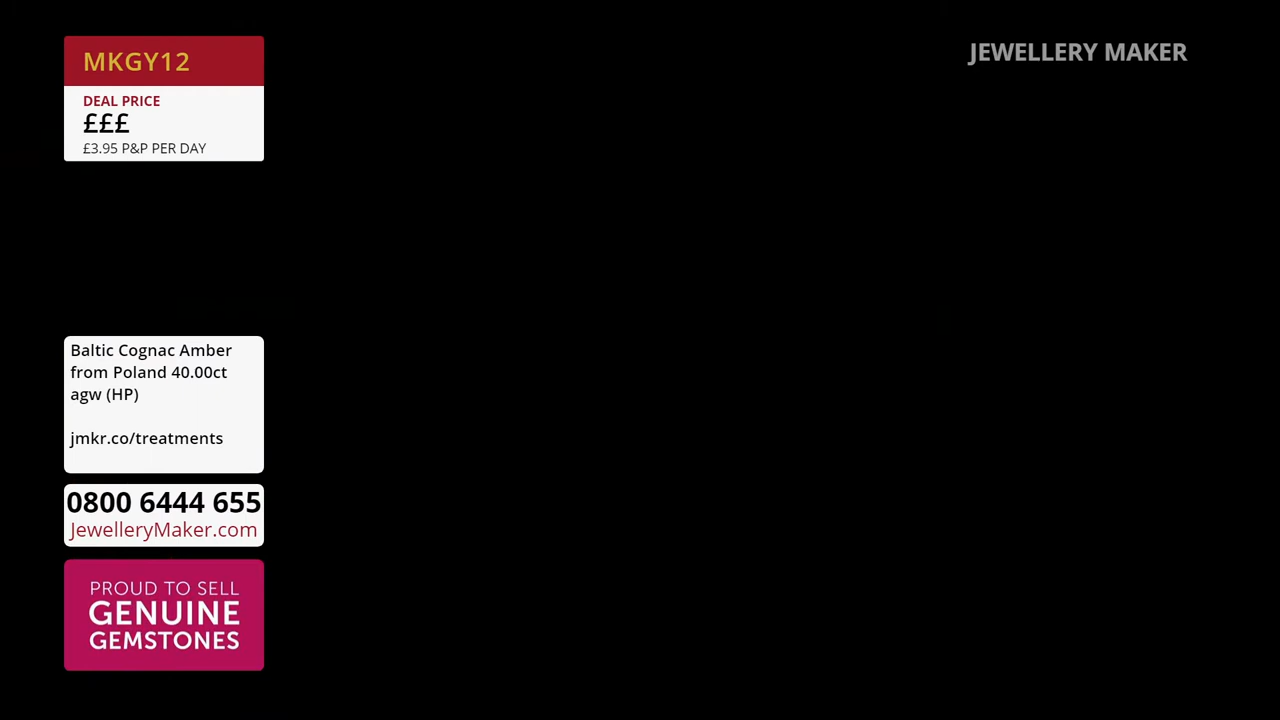 MKGY12
DEAL PRICE
£££
£3.95 P&P PER DAY
JEWELLERY MAKER
Baltic Cognac Amber
from Poland 40.00ct
agw (HP)
jmkr.co/treatments
0800 6444 655
JewelleryMaker.com
PROUD TO SELL
GENUINE
GEMSTONES